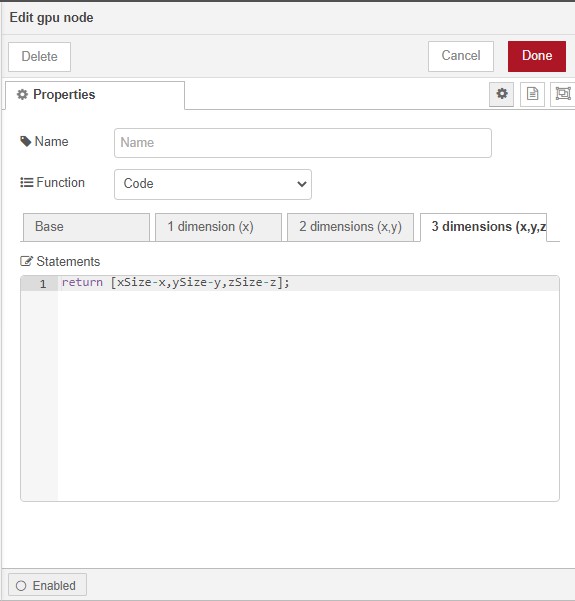 Edit gpu node
Delete
Cancel
Done
Properties
Name
Name
Function
Code
Base
1 dimension (x)
2 dimensions (x,y)
3 dimensions (x,y,z
Statements
1
return [xSize-x,ySize-y,zSize-z];
Enabled